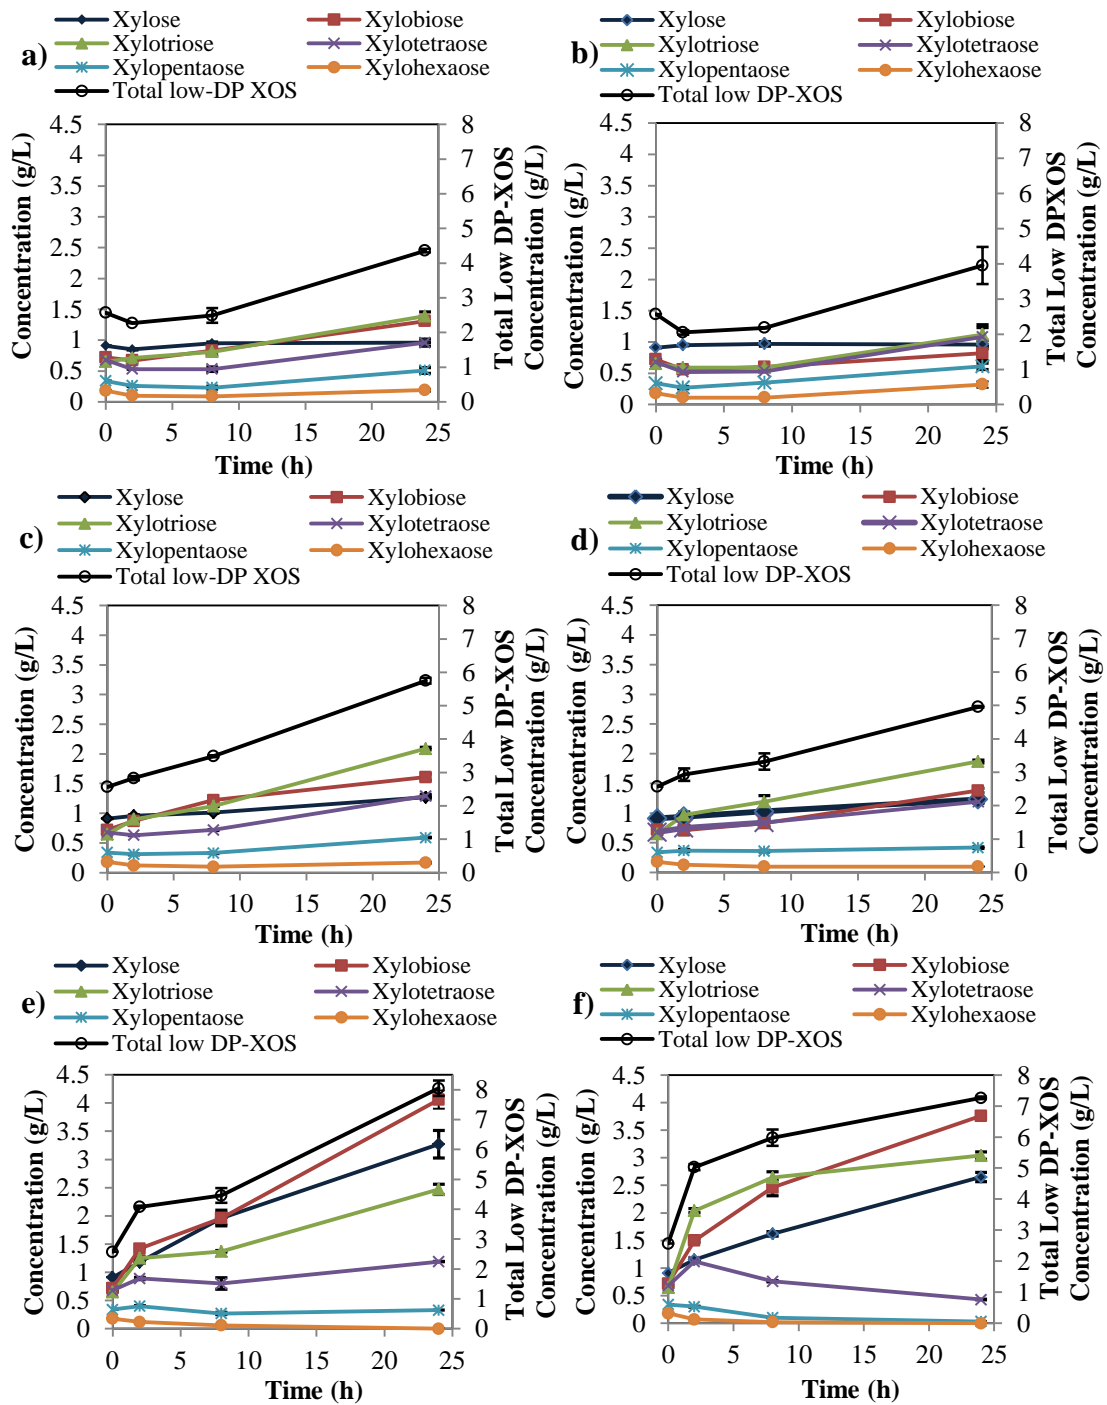 a)
Xylose Xylobiose
Xylotriose Xylotetraose
Xylopentaose Xylohexaose
Total low-DP XOS
Concentration (g/L)
4.5
4
3.5
3
2.5
2
1.5
1
0.5
0
8
7
6
5
4
3
2
1
0
Total Low DP-XOS
Concentration (g/L)
0 5 10 15 20 25
Time (h)
b)
Xylose Xylobiose
Xylotriose Xylotetraose
Xylopentaose Xylohexaose
Total low DP-XOS
Concentration (g/L)
4.5
4
3.5
3
2.5
2
1.5
1
0.5
0
8
7
6
5
4
3
2
1
0
Total Low DPXOS
Concentration (g/L)
0 5 10 15 20 25
Time (h)
c)
Xylose Xylobiose
Xylotriose Xylotetraose
Xylopentaose Xylohexaose
Total low-DP XOS
Concentration (g/L)
4.5
4
3.5
3
2.5
2
1.5
1
0.5
0
8
7
6
5
4
3
2
1
0
Total Low DP-XOS
Concentration (g/L)
0 5 10 15 20 25
Time (h)
d)
Xylose Xylobiose
Xylotriose Xylotetraose
Xylopentaose Xylohexaose
Total low DP-XOS
Concentration (g/L)
4.5
4
3.5
3
2.5
2
1.5
1
0.5
0
8
7
6
5
4
3
2
1
0
Total Low DP-XOS
Concentration (g/L)
0 5 10 15 20 25
Time (h)
e)
Xylose Xylobiose
Xylotriose Xylotetraose
Xylopentaose Xylohexaose
Total low DP-XOS
Concentration (g/L)
4.5
4
3.5
3
2.5
2
1.5
1
0.5
0
8
7
6
5
4
3
2
1
0
Total Low DP-XOS
Concentration (g/L)
0 5 10 15 20 25
Time (h)
f)
Xylose Xylobiose
Xylotriose Xylotetraose
Xylopentaose Xylohexaose
Total low DP-XOS
Concentration (g/L)
4.5
4
3.5
3
2.5
2
1.5
1
0.5
0
8
7
6
5
4
3
2
1
0
Total Low DP-XOS
Concentration (g/L)
0 5 10 15 20 25
Time (h)